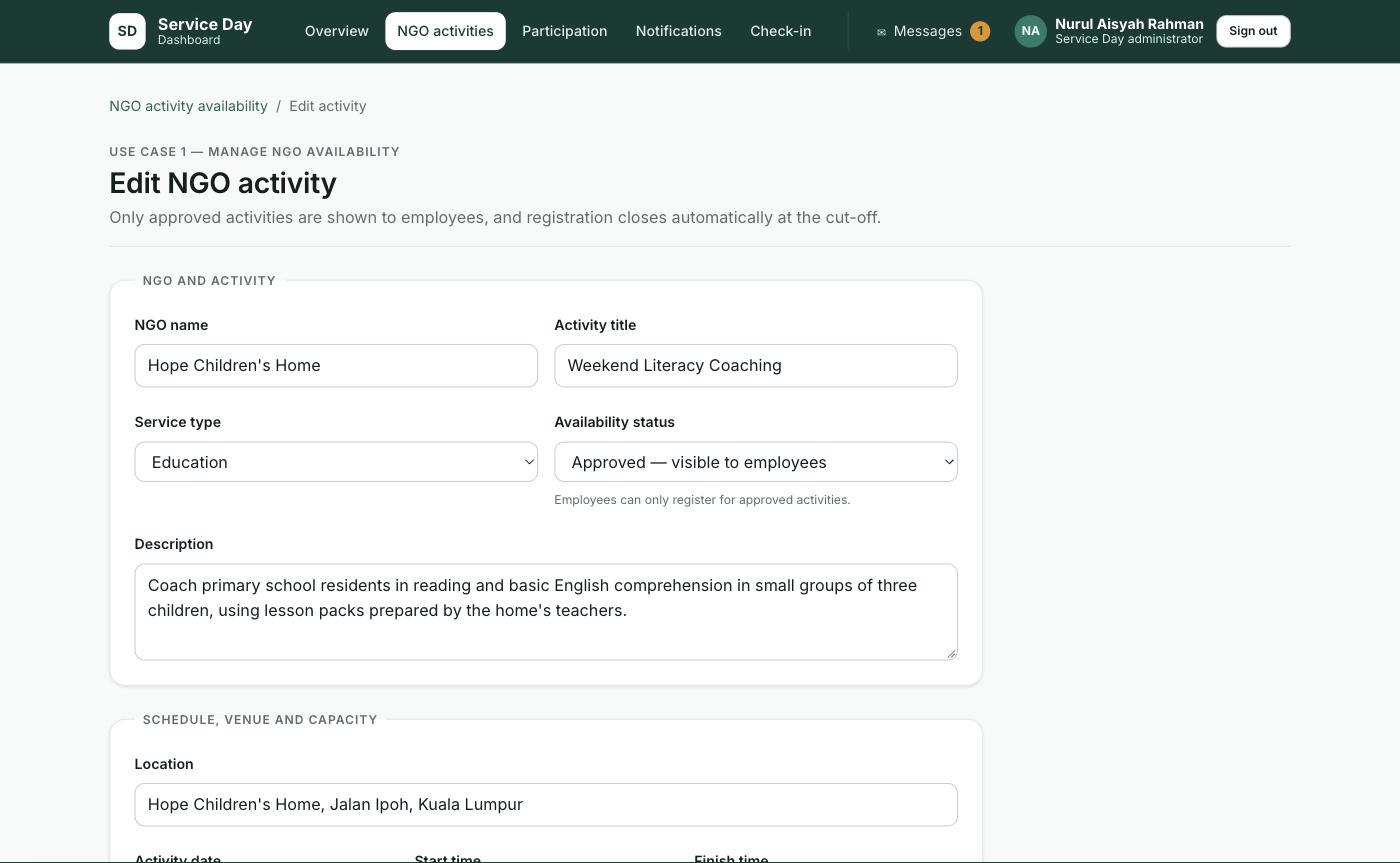 SD
Service Day
Dashboard
Overview
NGO activities
Participation
Notifications
Check-in
✉ Messages 1
NA
Nurul Aisyah Rahman
Service Day administrator
Sign out
NGO activity availability / Edit activity
USE CASE 1 — MANAGE NGO AVAILABILITY
Edit NGO activity
Only approved activities are shown to employees, and registration closes automatically at the cut-off.
NGO AND ACTIVITY
NGO name
Hope Children's Home
Activity title
Weekend Literacy Coaching
Service type
Education
Availability status
Approved — visible to employees
Employees can only register for approved activities.
Description
Coach primary school residents in reading and basic English comprehension in small groups of three
children, using lesson packs prepared by the home's teachers.
SCHEDULE, VENUE AND CAPACITY
Location
Hope Children's Home, Jalan Ipoh, Kuala Lumpur
Activity date
Start time
Finish time